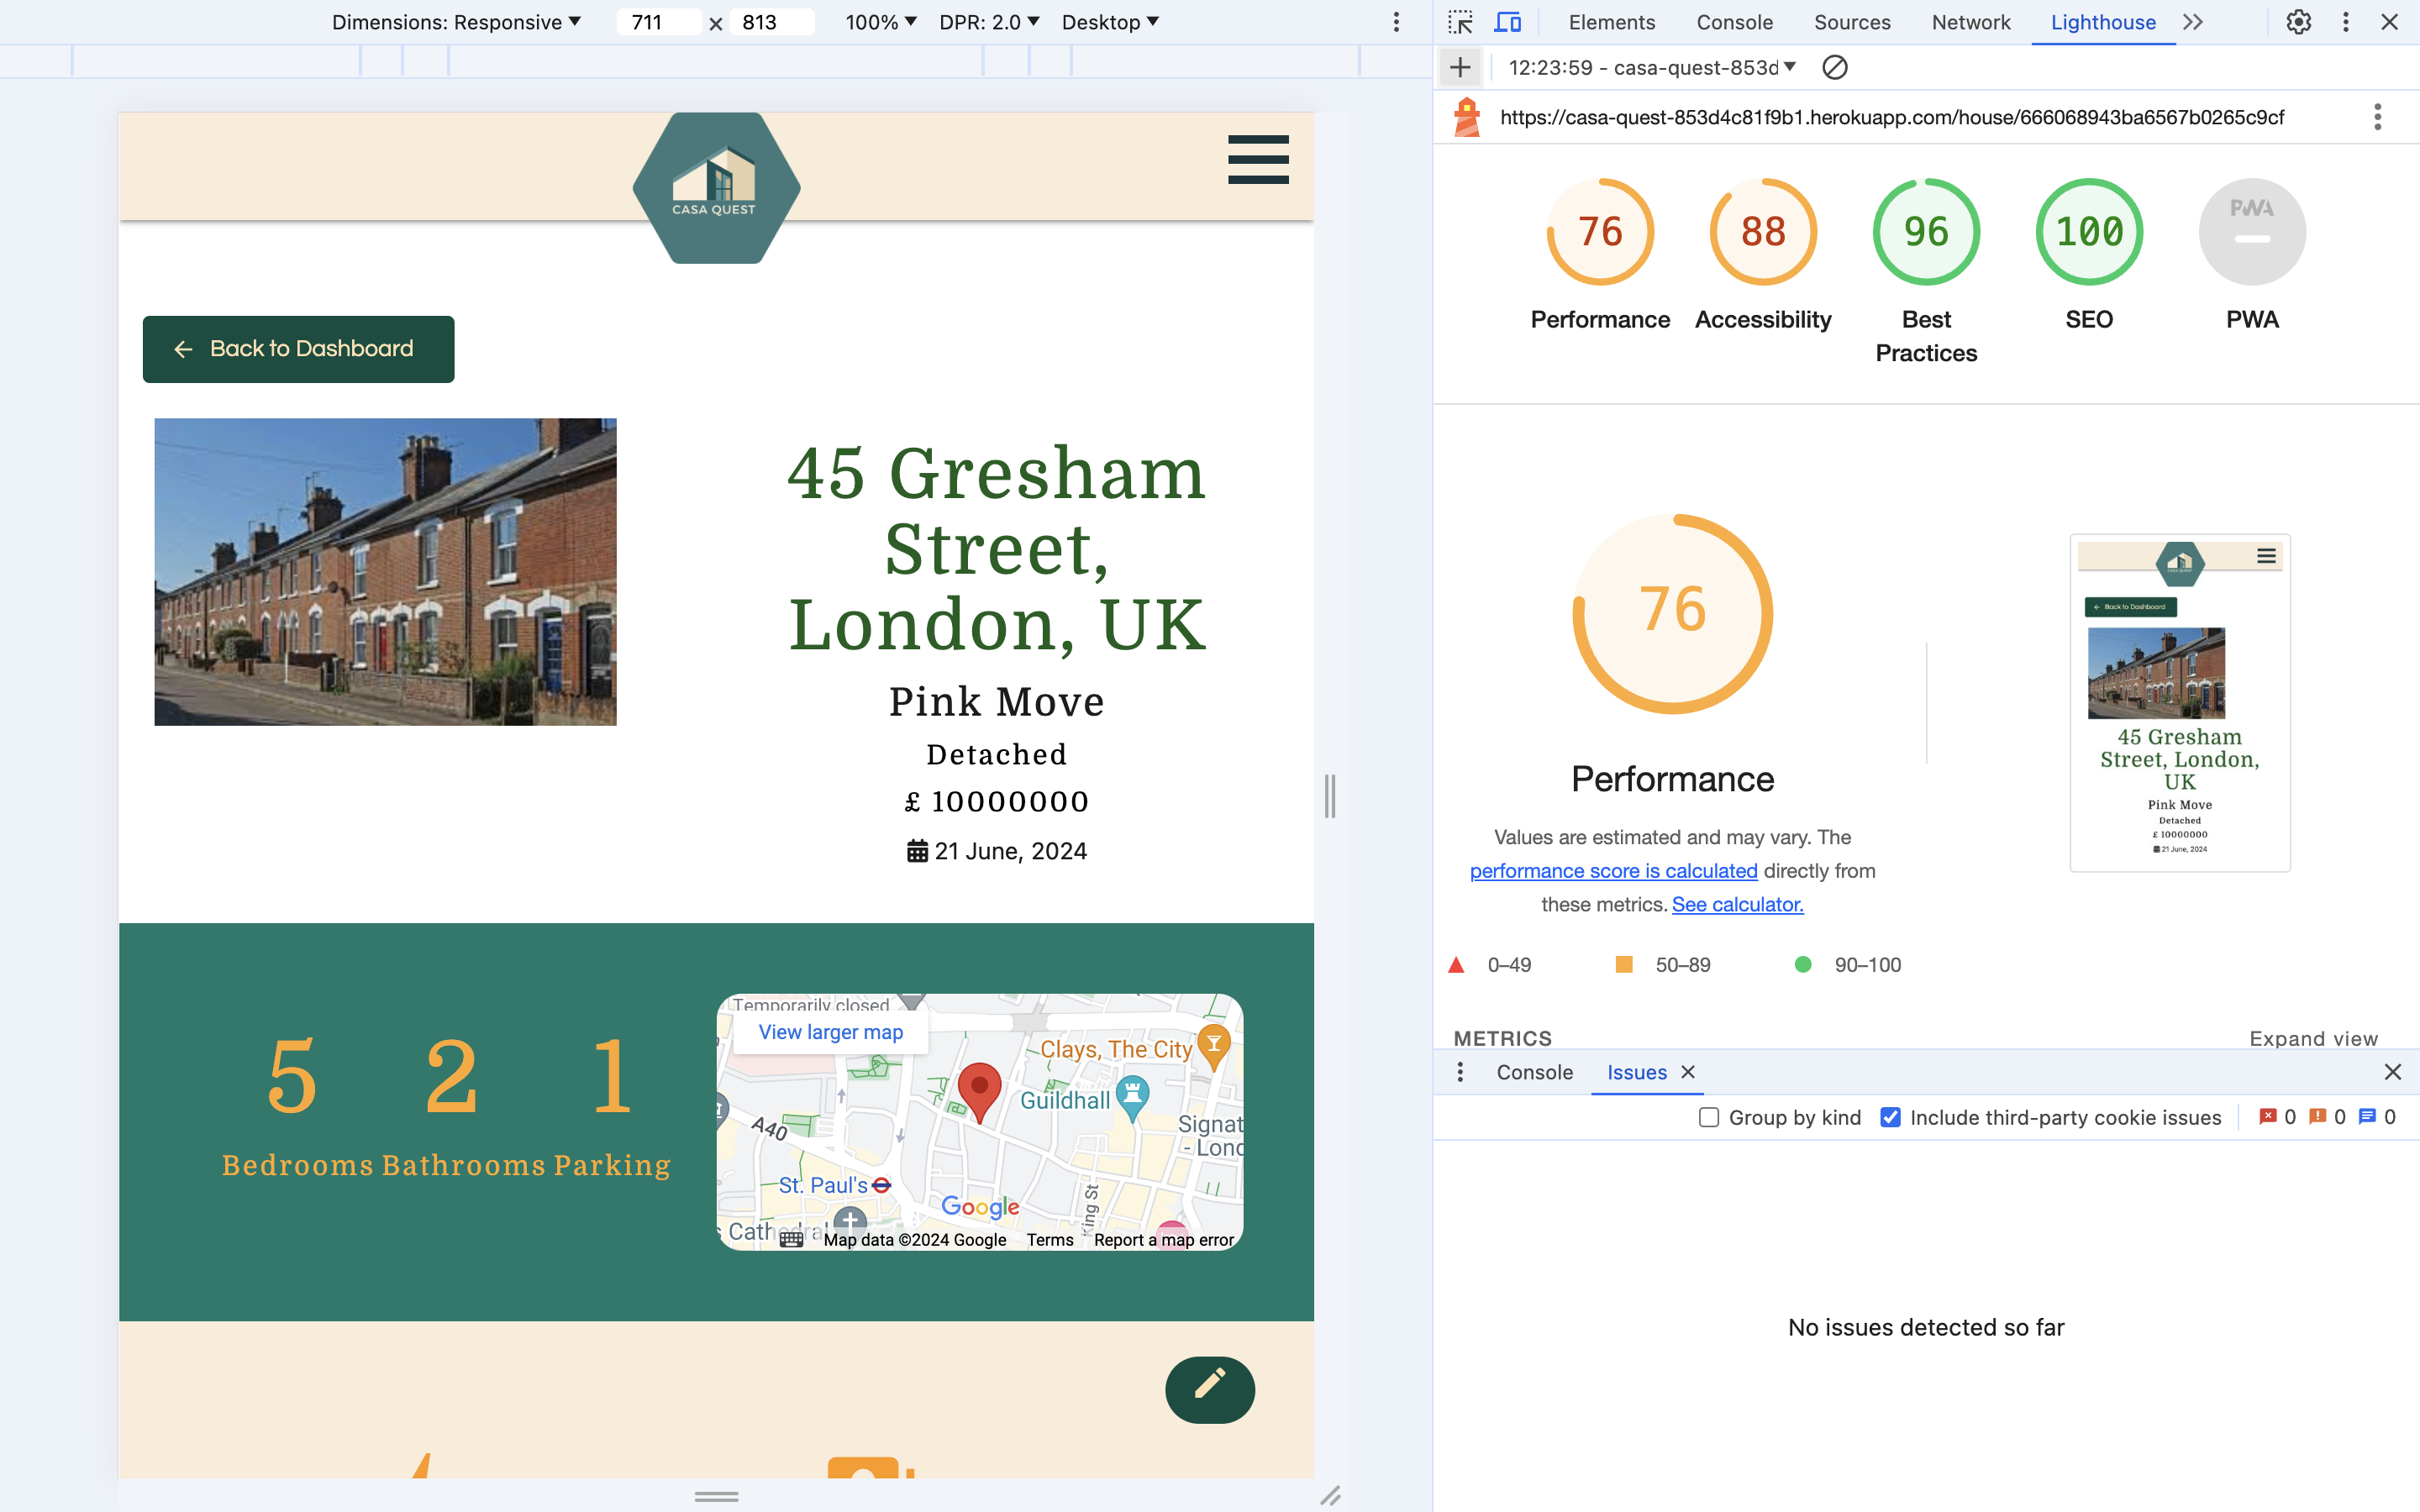 Dimensions: Responsive 711 × 813 100% DPR: 2.0 Desktop
Elements Console Sources Network Lighthouse
12:23:59 - casa-quest-853d
https://casa-quest-853d4c81f9b1.herokuapp.com/house/666068943ba6567b0265c9cf
CASA QUEST
Back to Dashboard
45 Gresham
Street,
London, UK
Pink Move
Detached
£ 10000000
21 June, 2024
5 2 1
Bedrooms Bathrooms Parking
Temporarily closed
View larger map
Clays, The City
Guildhall
Signat
- Lond
A40
St. Paul's
King St
Google
s Cathedral
Map data ©2024 Google Terms Report a map error
76 88 96 100 PWA
Performance Accessibility Best Practices SEO PWA
76
Performance
Values are estimated and may vary. The
performance score is calculated directly from
these metrics. See calculator.
0–49 50–89 90–100
CASA QUEST
Back to Dashboard
45 Gresham
Street, London,
UK
Pink Move
Detached
£ 10000000
21 June, 2024
METRICS Expand view
Console Issues
Group by kind Include third-party cookie issues 0 0 0
No issues detected so far